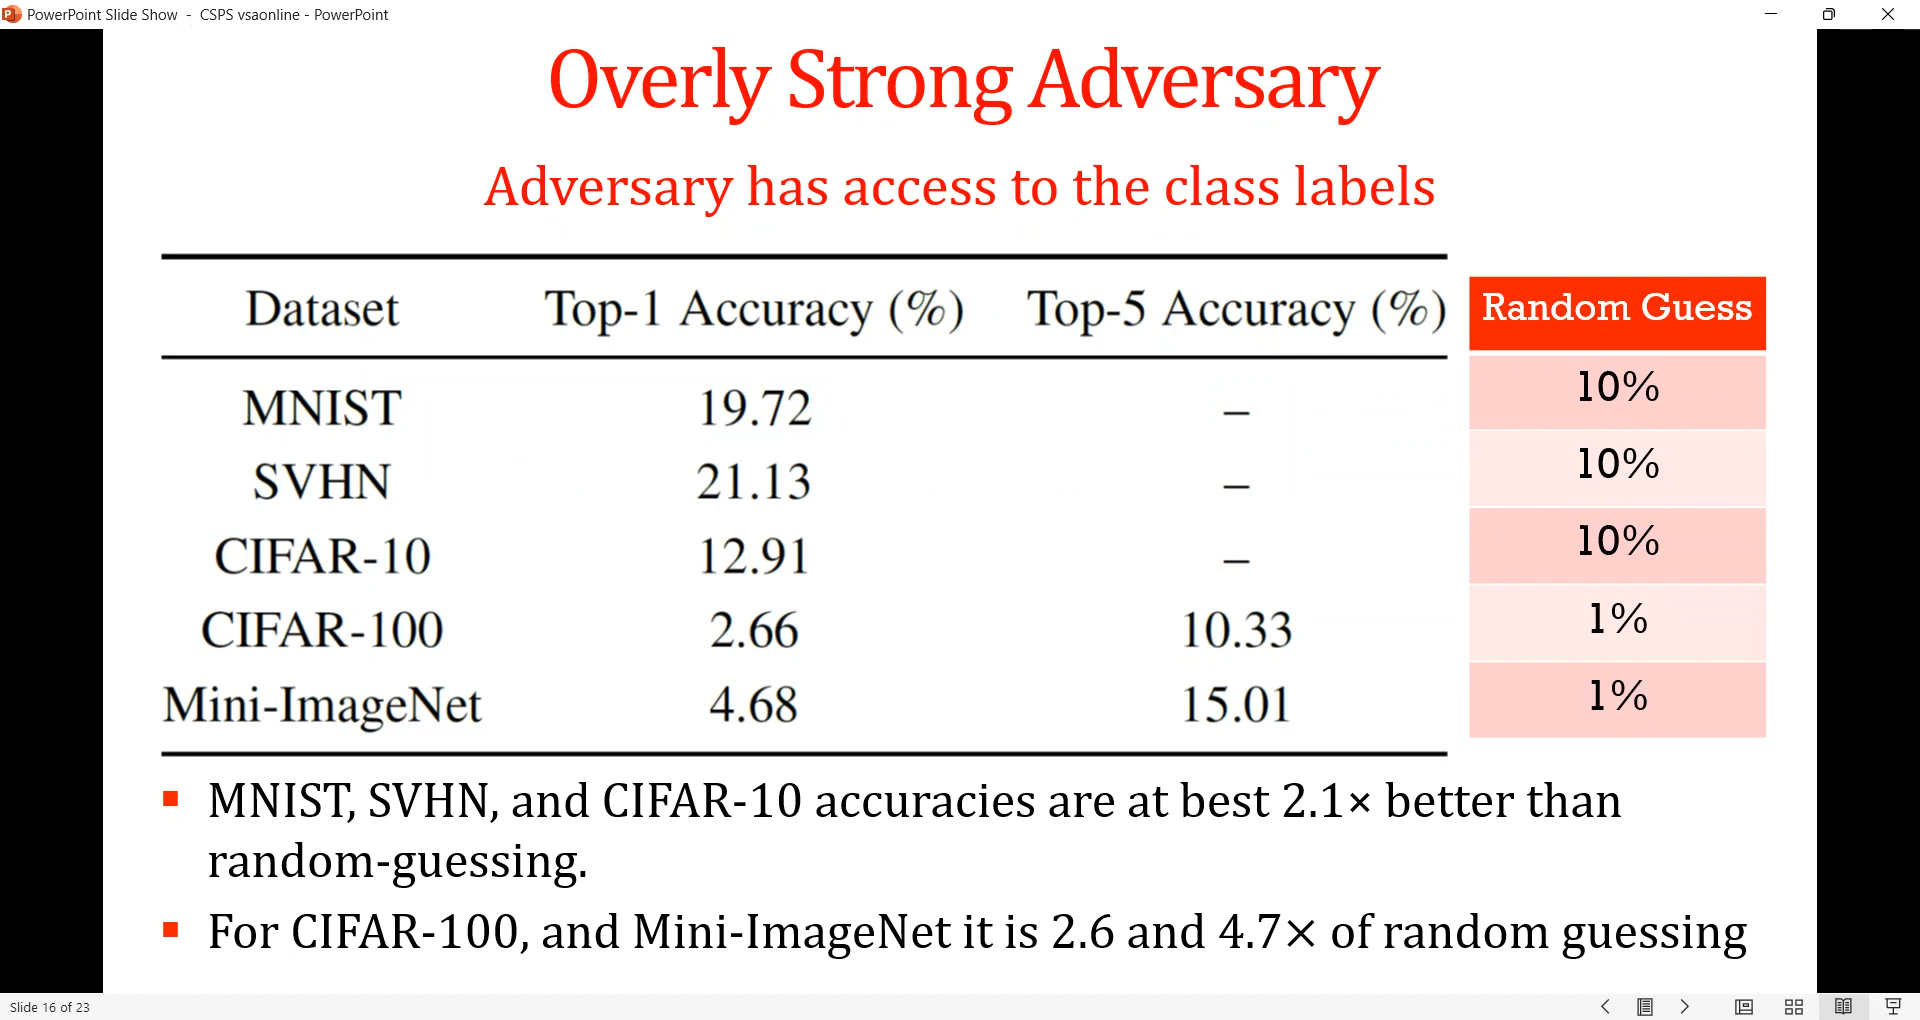 PowerPoint Slide Show - CSPS vsaonline - PowerPoint
Overly Strong Adversary
Adversary has access to the class labels
Dataset Top-1 Accuracy (%) Top-5 Accuracy (%) Random Guess
MNIST 19.72 – 10%
SVHN 21.13 – 10%
CIFAR-10 12.91 – 10%
CIFAR-100 2.66 10.33 1%
Mini-ImageNet 4.68 15.01 1%
▪ MNIST, SVHN, and CIFAR-10 accuracies are at best 2.1× better than
random-guessing.
▪ For CIFAR-100, and Mini-ImageNet it is 2.6 and 4.7× of random guessing
Slide 16 of 23